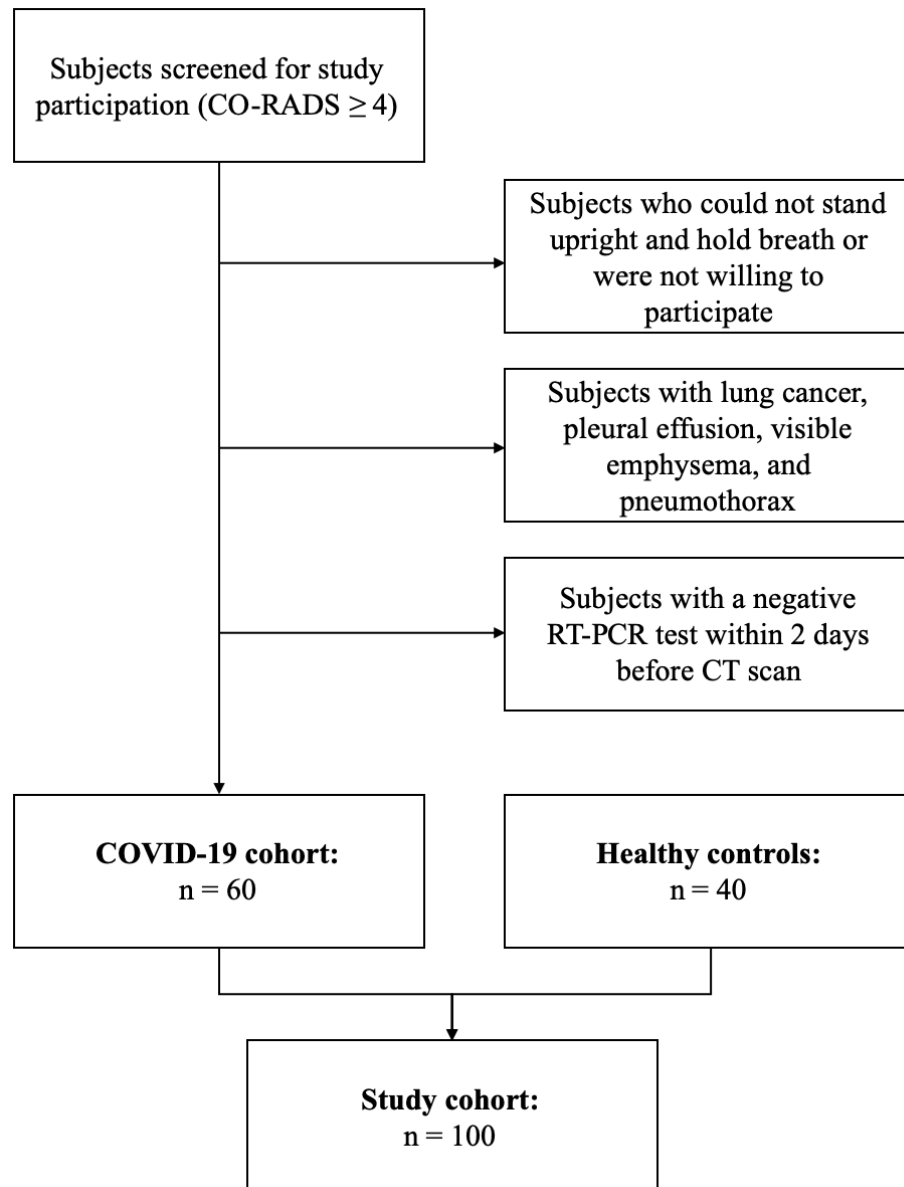 Subjects screened for study
participation (CO-RADS ≥ 4)
Subjects who could not stand
upright and hold breath or
were not willing to
participate
Subjects with lung cancer,
pleural effusion, visible
emphysema, and
pneumothorax
Subjects with a negative
RT-PCR test within 2 days
before CT scan
COVID-19 cohort:
n = 60
Healthy controls:
n = 40
Study cohort:
n = 100